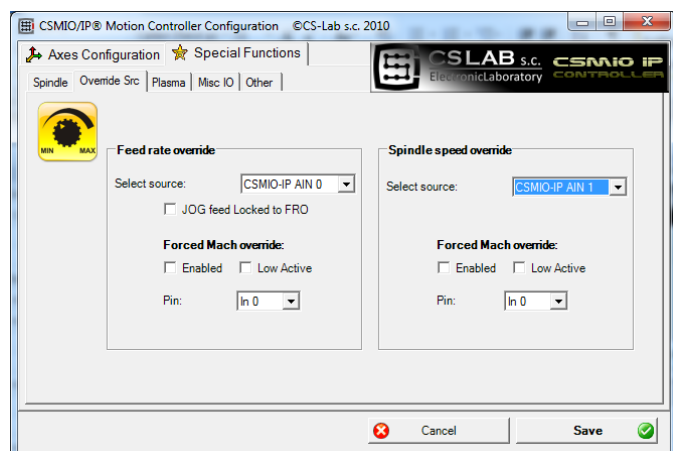 CSMIO/IP® Motion Controller Configuration ©CS-Lab s.c. 2010
Axes Configuration Special Functions
CSLAB s.c.
ElectronicLaboratory
CSMIO IP
CONTROLLER
Spindle Override Src Plasma Misc IO Other
MIN MAX
Feed rate override
Select source: CSMIO-IP AIN 0
JOG feed Locked to FRO
Forced Mach override:
Enabled Low Active
Pin: In 0
Spindle speed override
Select source: CSMIO-IP AIN 1
Forced Mach override:
Enabled Low Active
Pin: In 0
Cancel Save